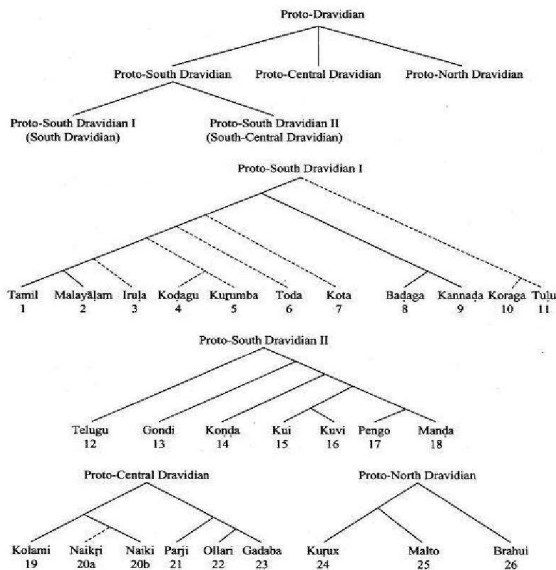 Proto-Dravidian
Proto-South Dravidian Proto-Central Dravidian Proto-North Dravidian
Proto-South Dravidian I Proto-South Dravidian II
(South Dravidian) (South-Central Dravidian)
Proto-South Dravidian I
Tamil Malayāḷam Iruḷa Koḍagu Kuṟumba Toda Kota Baḍaga Kannaḍa Koraga Tuḷu
1 2 3 4 5 6 7 8 9 10 11
Proto-South Dravidian II
Telugu Gondi Konḍa Kui Kuvi Pengo Manḍa
12 13 14 15 16 17 18
Proto-Central Dravidian Proto-North Dravidian
Kolami Naikṛi Naiki Parji Ollari Gadaba Kuṛux Malto Brahui
19 20a 20b 21 22 23 24 25 26